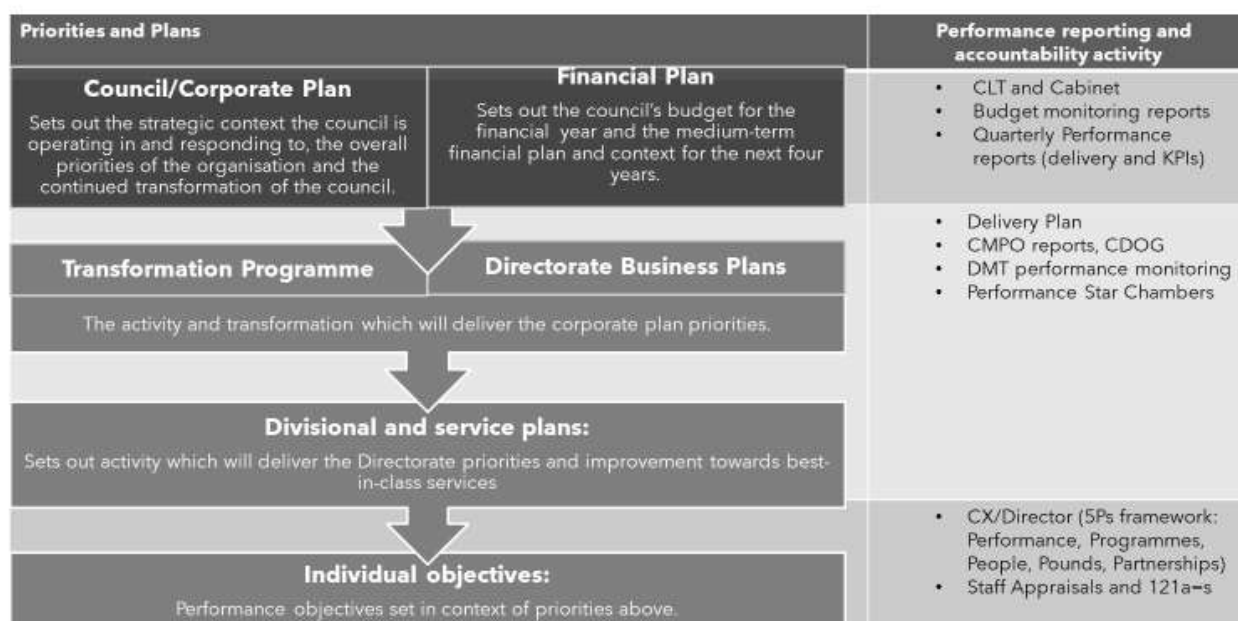 Priorities and Plans
Performance reporting and
accountability activity
Council/Corporate Plan
Sets out the strategic context the council is
operating in and responding to, the overall
priorities of the organisation and the
continued transformation of the council.
Financial Plan
Sets out the council's budget for the
financial year and the medium-term
financial plan and context for the next four
years.
• CLT and Cabinet
• Budget monitoring reports
• Quarterly Performance
reports (delivery and KPIs)
Transformation Programme
Directorate Business Plans
The activity and transformation which will deliver the corporate plan priorities.
• Delivery Plan
• CMPO reports, CDOG
• DMT performance monitoring
• Performance Star Chambers
Divisional and service plans:
Sets out activity which will deliver the Directorate priorities and improvement towards best-
in-class services
Individual objectives:
Performance objectives set in context of priorities above.
• CX/Director (5Ps framework:
Performance, Programmes,
People, Pounds, Partnerships)
• Staff Appraisals and 121a=s